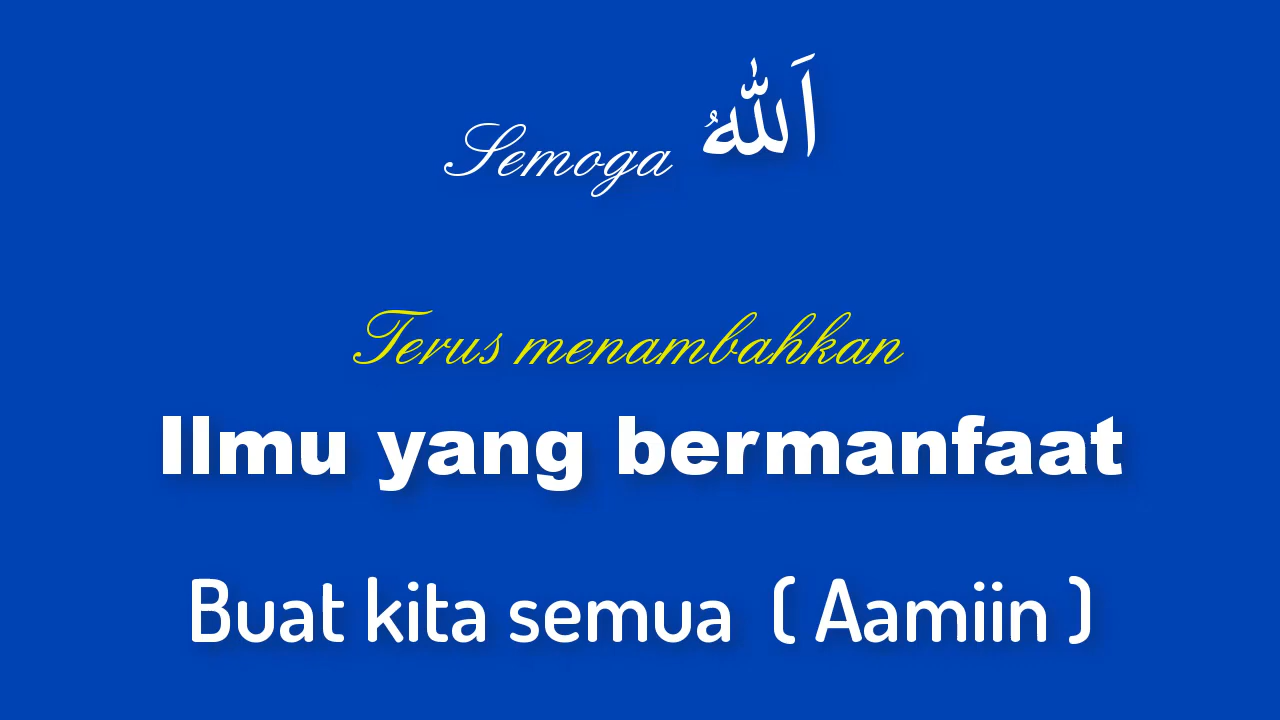 Semoga اَللّٰهُ
Terus menambahkan
Ilmu yang bermanfaat
Buat kita semua ( Aamiin )